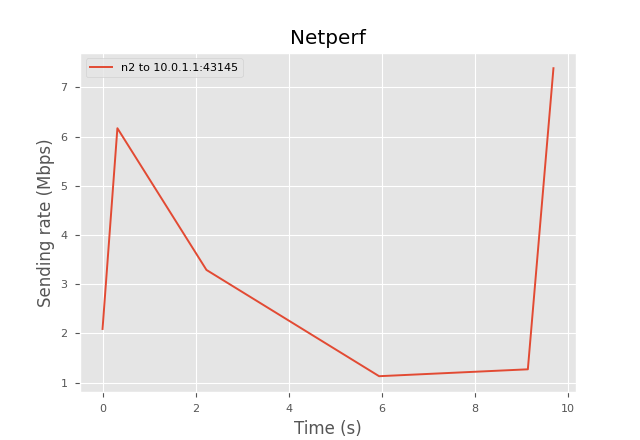 Netperf
n2 to 10.0.1.1:43145
Sending rate (Mbps)
7
6
5
4
3
2
1
0 2 4 6 8 10
Time (s)